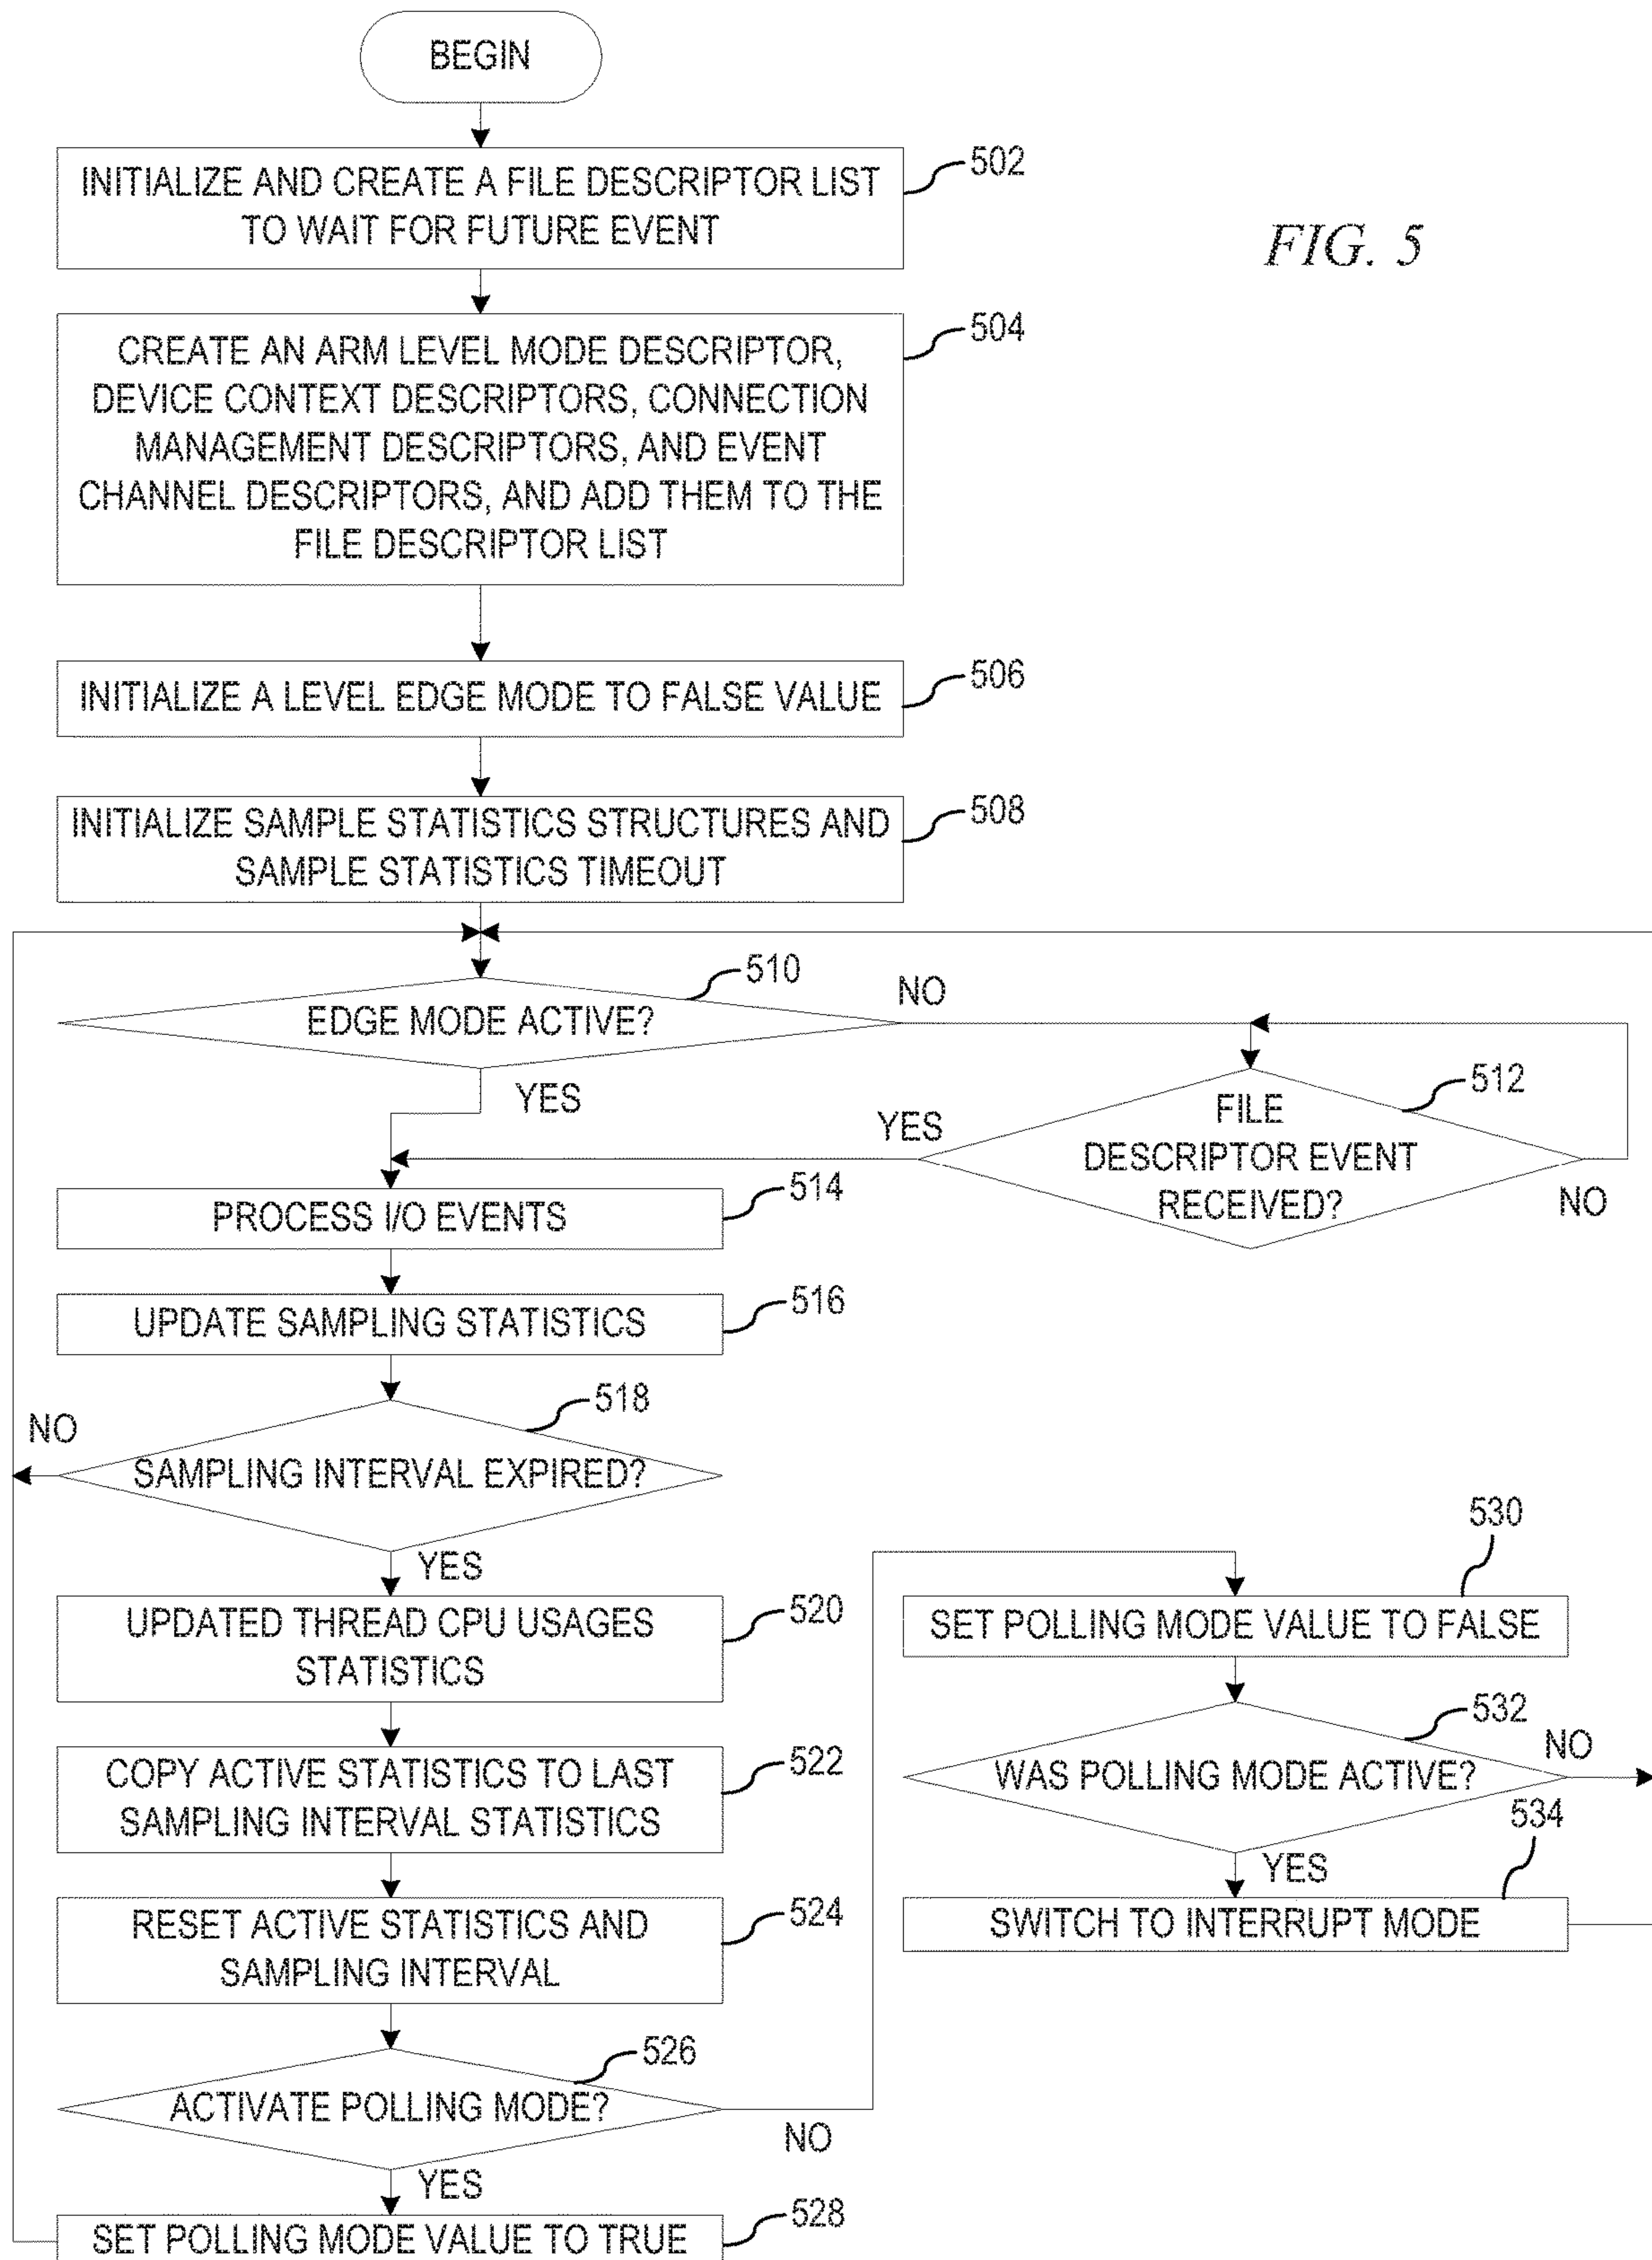 BEGIN
INITIALIZE AND CREATE A FILE DESCRIPTOR LIST
TO WAIT FOR FUTURE EVENT
502
FIG. 5
CREATE AN ARM LEVEL MODE DESCRIPTOR,
DEVICE CONTEXT DESCRIPTORS, CONNECTION
MANAGEMENT DESCRIPTORS, AND EVENT
CHANNEL DESCRIPTORS, AND ADD THEM TO THE
FILE DESCRIPTOR LIST
504
INITIALIZE A LEVEL EDGE MODE TO FALSE VALUE
506
INITIALIZE SAMPLE STATISTICS STRUCTURES AND
SAMPLE STATISTICS TIMEOUT
508
EDGE MODE ACTIVE?
510
NO
YES
FILE
DESCRIPTOR EVENT
RECEIVED?
512
YES
NO
PROCESS I/O EVENTS
514
UPDATE SAMPLING STATISTICS
516
SAMPLING INTERVAL EXPIRED?
518
NO
YES
UPDATED THREAD CPU USAGES
STATISTICS
520
COPY ACTIVE STATISTICS TO LAST
SAMPLING INTERVAL STATISTICS
522
RESET ACTIVE STATISTICS AND
SAMPLING INTERVAL
524
ACTIVATE POLLING MODE?
526
NO
YES
SET POLLING MODE VALUE TO TRUE
528
SET POLLING MODE VALUE TO FALSE
530
WAS POLLING MODE ACTIVE?
532
NO
YES
SWITCH TO INTERRUPT MODE
534